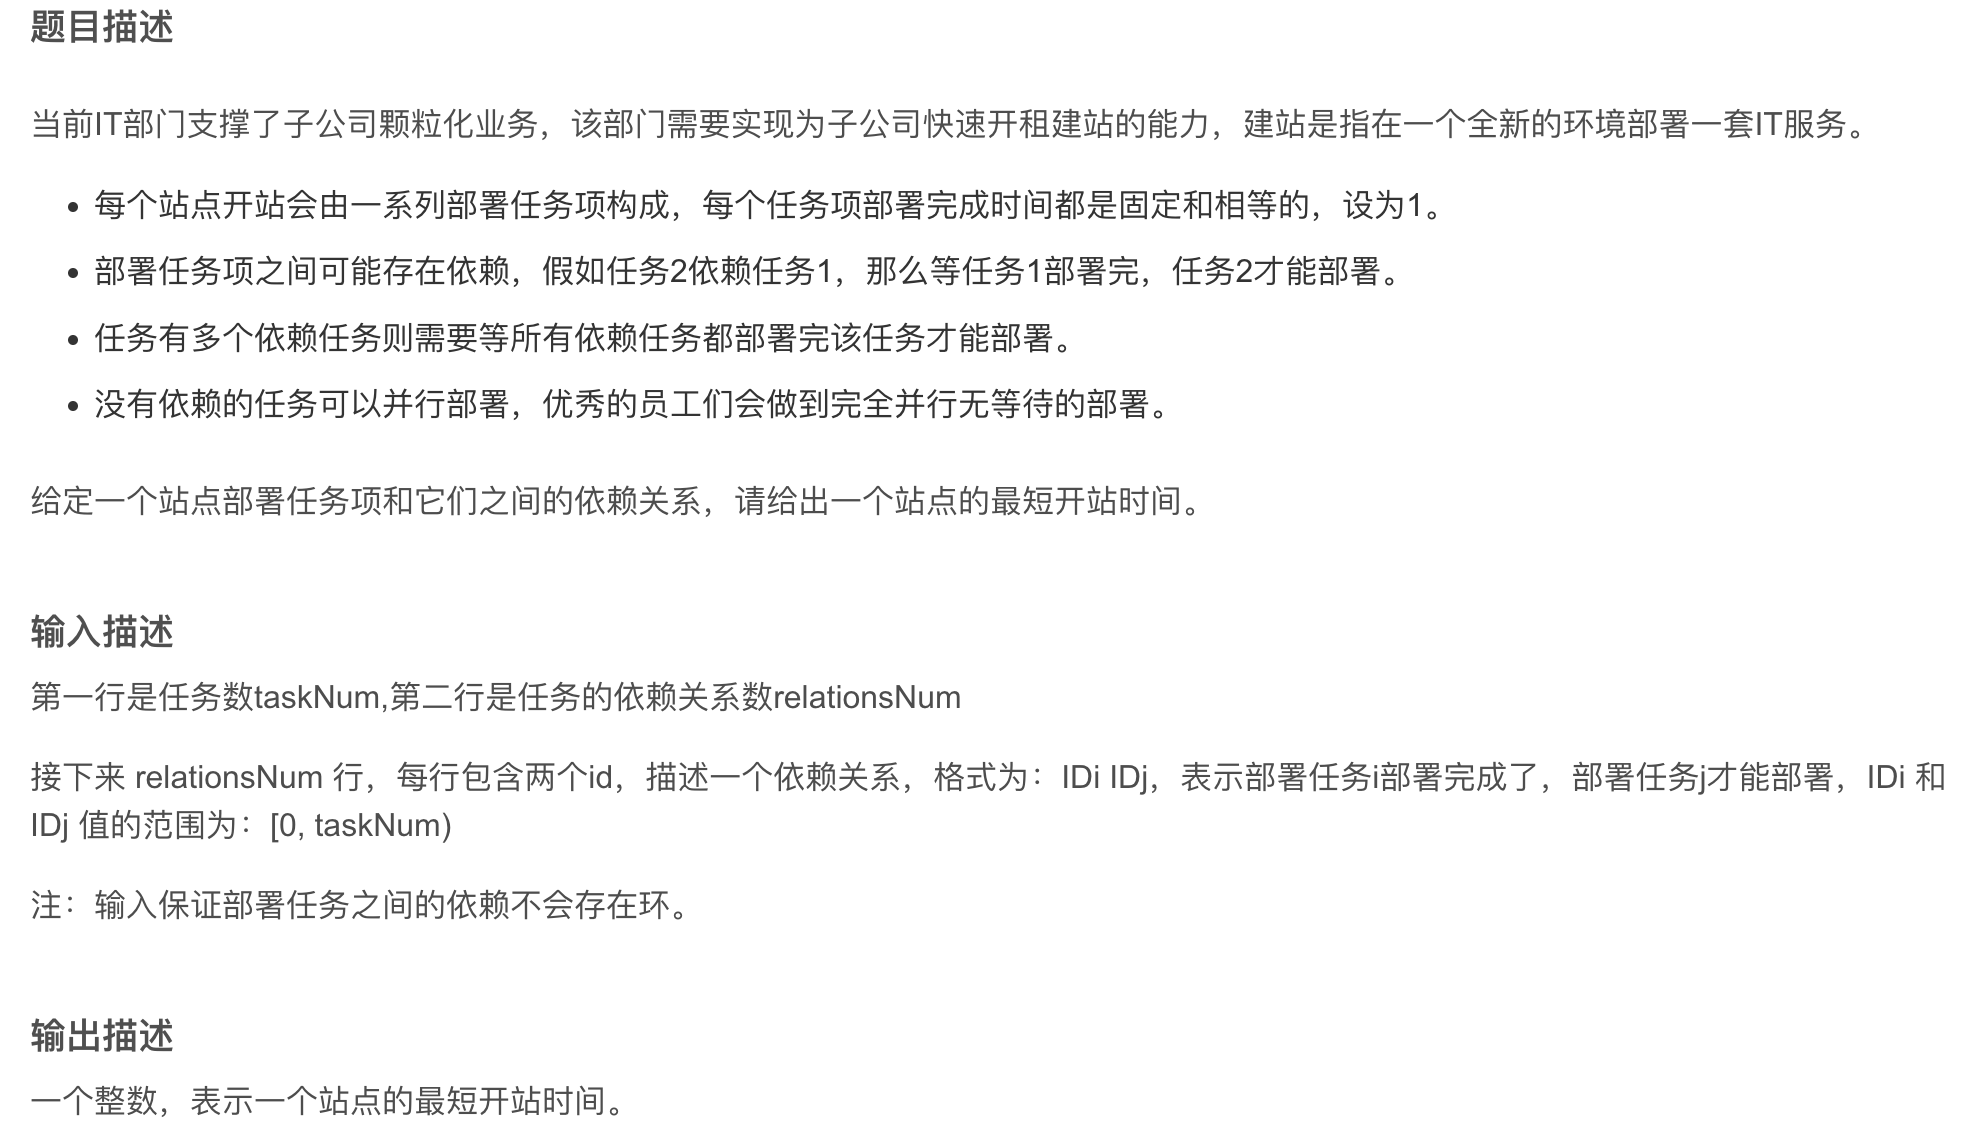 题目描述
当前IT部门支撑了子公司颗粒化业务，该部门需要实现为子公司快速开租建站的能力，建站是指在一个全新的环境部署一套IT服务。
• 每个站点开站会由一系列部署任务项构成，每个任务项部署完成时间都是固定和相等的，设为1。
• 部署任务项之间可能存在依赖，假如任务2依赖任务1，那么等任务1部署完，任务2才能部署。
• 任务有多个依赖任务则需要等所有依赖任务都部署完该任务才能部署。
• 没有依赖的任务可以并行部署，优秀的员工们会做到完全并行无等待的部署。
给定一个站点部署任务项和它们之间的依赖关系，请给出一个站点的最短开站时间。
输入描述
第一行是任务数taskNum,第二行是任务的依赖关系数relationsNum
接下来 relationsNum 行，每行包含两个id，描述一个依赖关系，格式为：IDi IDj，表示部署任务i部署完成了，部署任务j才能部署，IDi 和
IDj 值的范围为：[0, taskNum)
注：输入保证部署任务之间的依赖不会存在环。
输出描述
一个整数，表示一个站点的最短开站时间。